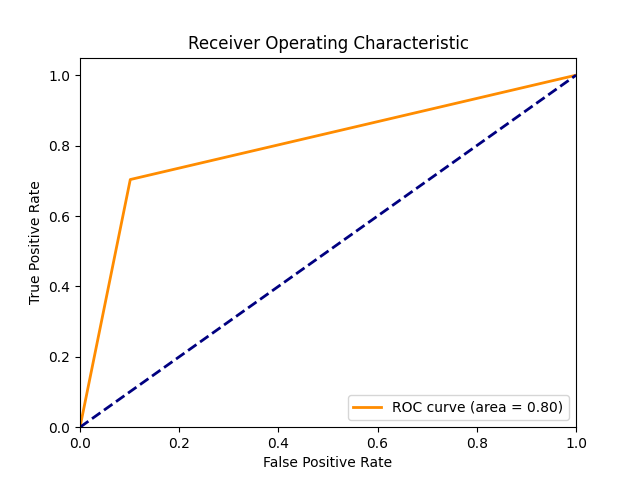 Receiver Operating Characteristic
True Positive Rate
1.0
0.8
0.6
0.4
0.2
0.0
ROC curve (area = 0.80)
0.0 0.2 0.4 0.6 0.8 1.0
False Positive Rate